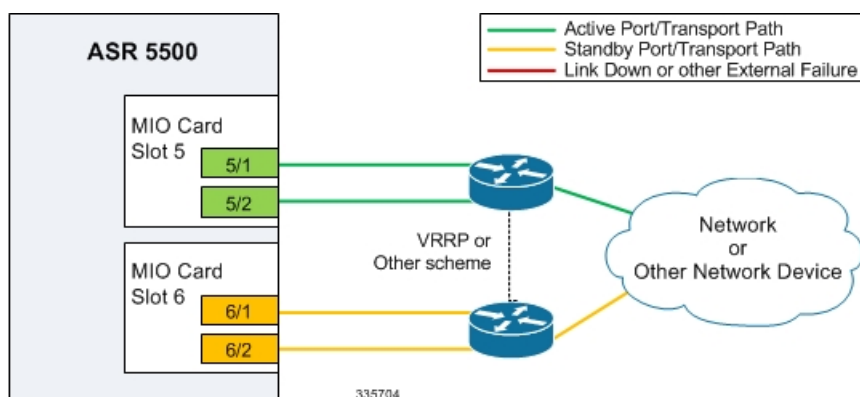 ASR 5500
MIO Card
Slot 5
5/1
5/2
MIO Card
Slot 6
6/1
6/2
Active Port/Transport Path
Standby Port/Transport Path
Link Down or other External Failure
VRRP or
Other scheme
Network
or
Other Network Device
335704